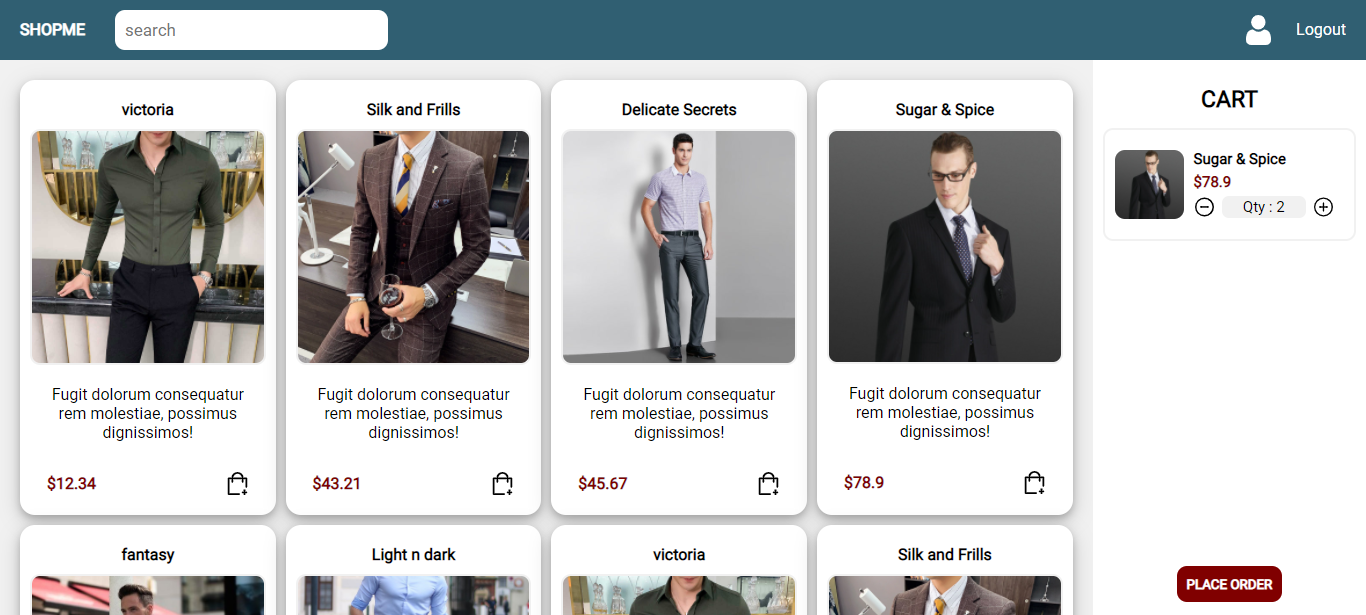 SHOPME
search
Logout
victoria
Fugit dolorum consequatur
rem molestiae, possimus
dignissimos!
$12.34
Silk and Frills
Fugit dolorum consequatur
rem molestiae, possimus
dignissimos!
$43.21
Delicate Secrets
Fugit dolorum consequatur
rem molestiae, possimus
dignissimos!
$45.67
Sugar & Spice
Fugit dolorum consequatur
rem molestiae, possimus
dignissimos!
$78.9
fantasy
Light n dark
victoria
Silk and Frills
CART
Sugar & Spice
$78.9
Qty : 2
PLACE ORDER